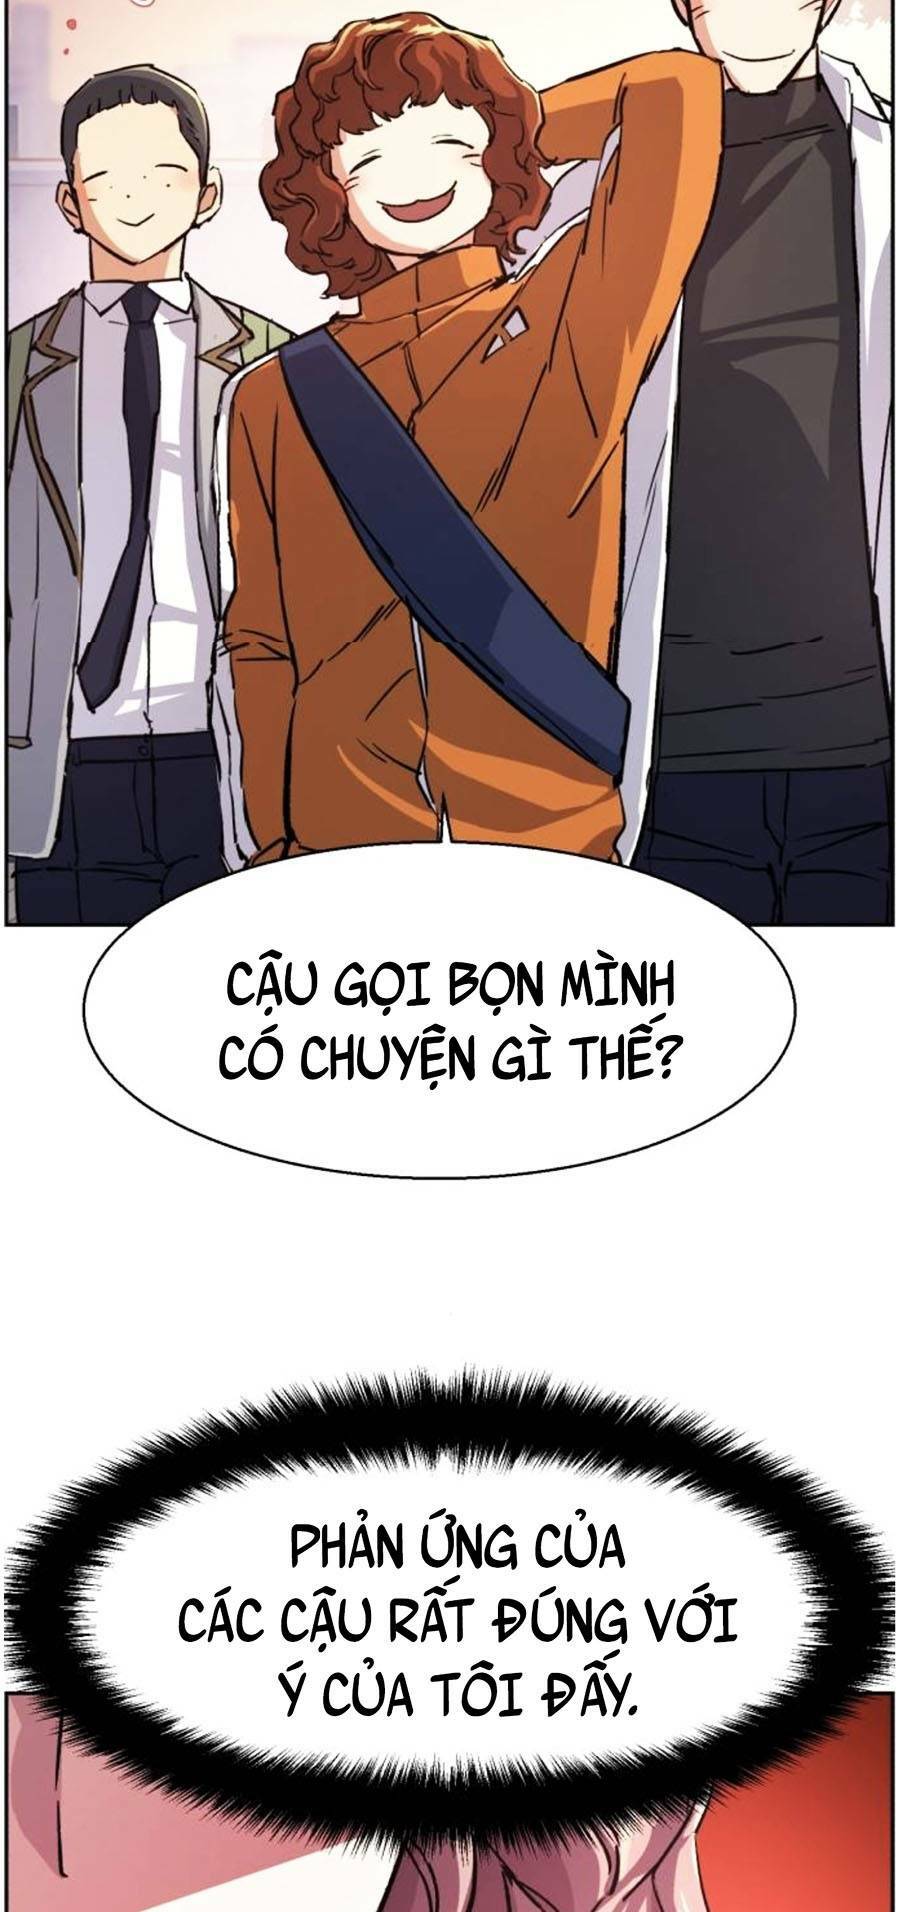 CẬU GỌI BỌN MÌNH
CÓ CHUYỆN GÌ THẾ?
PHẢN ỨNG CỦA
CÁC CẬU RẤT ĐÚNG VỚI
Ý CỦA TÔI ĐẤY.